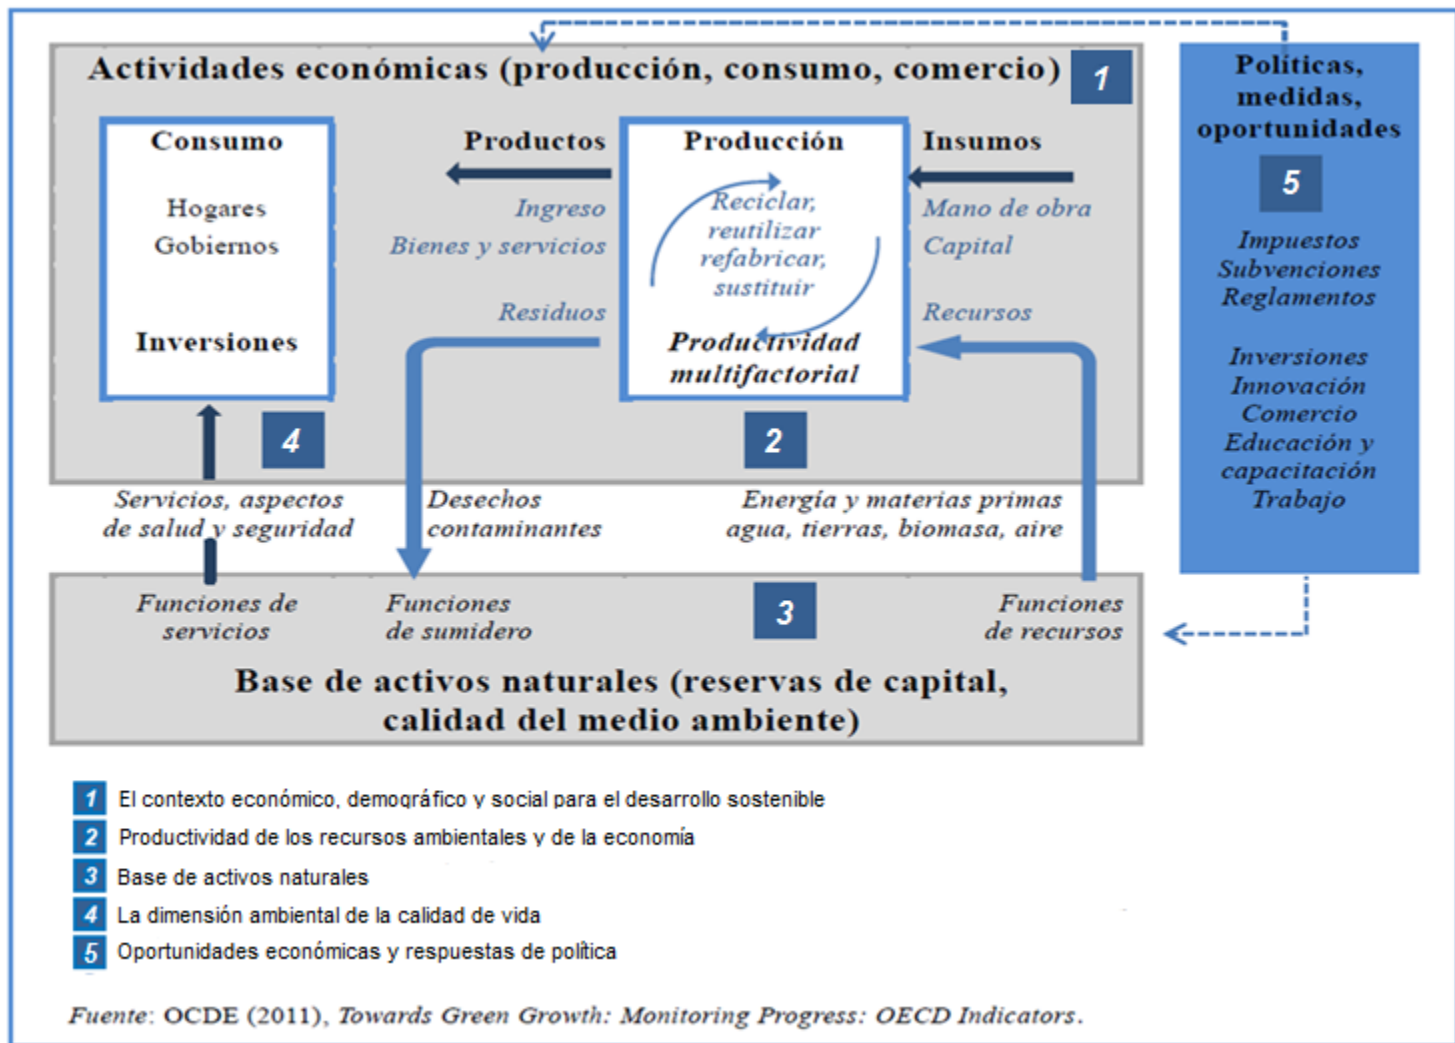 Actividades económicas (producción, consumo, comercio)
1
Consumo
Hogares
Gobiernos
Inversiones
4
Productos
Ingreso
Bienes y servicios
Residuos
Producción
Reciclar,
reutilizar
refabricar,
sustituir
Productividad
multifactorial
2
Insumos
Mano de obra
Capital
Recursos
Políticas,
medidas,
oportunidades
5
Impuestos
Subvenciones
Reglamentos
Inversiones
Innovación
Comercio
Educación y
capacitación
Trabajo
Servicios, aspectos
de salud y seguridad
Desechos
contaminantes
Energía y materias primas
agua, tierras, biomasa, aire
Funciones de
servicios
Funciones
de sumidero
3
Funciones
de recursos
Base de activos naturales (reservas de capital,
calidad del medio ambiente)
1 El contexto económico, demográfico y social para el desarrollo sostenible
2 Productividad de los recursos ambientales y de la economía
3 Base de activos naturales
4 La dimensión ambiental de la calidad de vida
5 Oportunidades económicas y respuestas de política
Fuente: OCDE (2011), Towards Green Growth: Monitoring Progress: OECD Indicators.